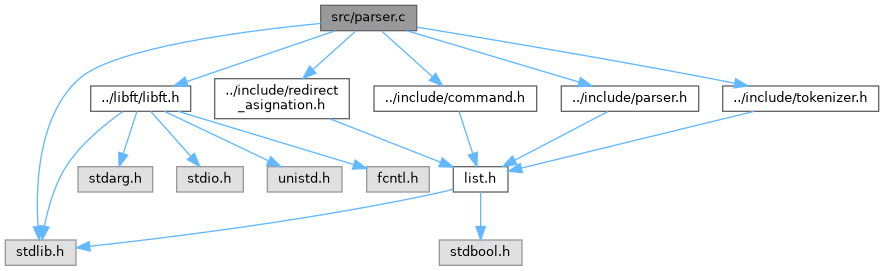 src/parser.c
../libft/libft.h
../include/redirect
_asignation.h
../include/command.h
../include/parser.h
../include/tokenizer.h
stdarg.h
stdio.h
unistd.h
fcntl.h
list.h
stdlib.h
stdbool.h